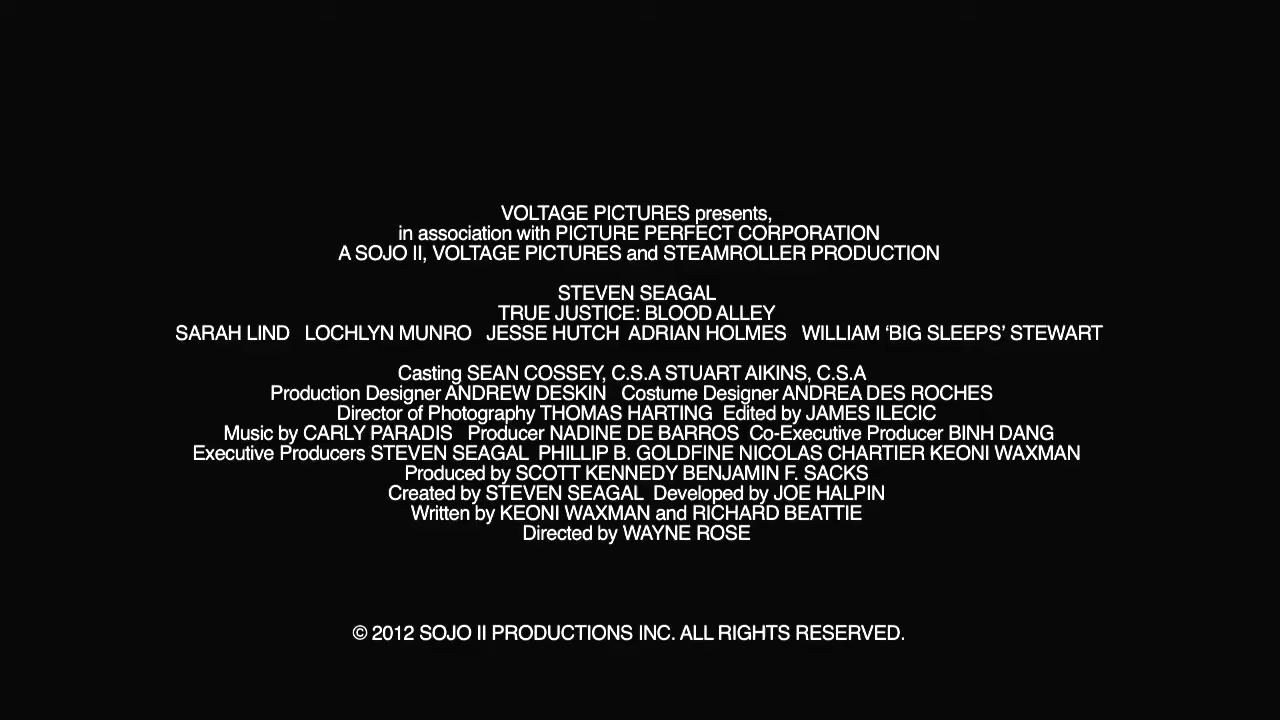 VOLTAGE PICTURES presents,
in association with PICTURE PERFECT CORPORATION
A SOJO II, VOLTAGE PICTURES and STEAMROLLER PRODUCTION
STEVEN SEAGAL
TRUE JUSTICE: BLOOD ALLEY
SARAH LIND LOCHLYN MUNRO JESSE HUTCH ADRIAN HOLMES WILLIAM ‘BIG SLEEPS’ STEWART
Casting SEAN COSSEY, C.S.A STUART AIKINS, C.S.A
Production Designer ANDREW DESKIN Costume Designer ANDREA DES ROCHES
Director of Photography THOMAS HARTING Edited by JAMES ILECIC
Music by CARLY PARADIS Producer NADINE DE BARROS Co-Executive Producer BINH DANG
Executive Producers STEVEN SEAGAL PHILLIP B. GOLDFINE NICOLAS CHARTIER KEONI WAXMAN
Produced by SCOTT KENNEDY BENJAMIN F. SACKS
Created by STEVEN SEAGAL Developed by JOE HALPIN
Written by KEONI WAXMAN and RICHARD BEATTIE
Directed by WAYNE ROSE
© 2012 SOJO II PRODUCTIONS INC. ALL RIGHTS RESERVED.